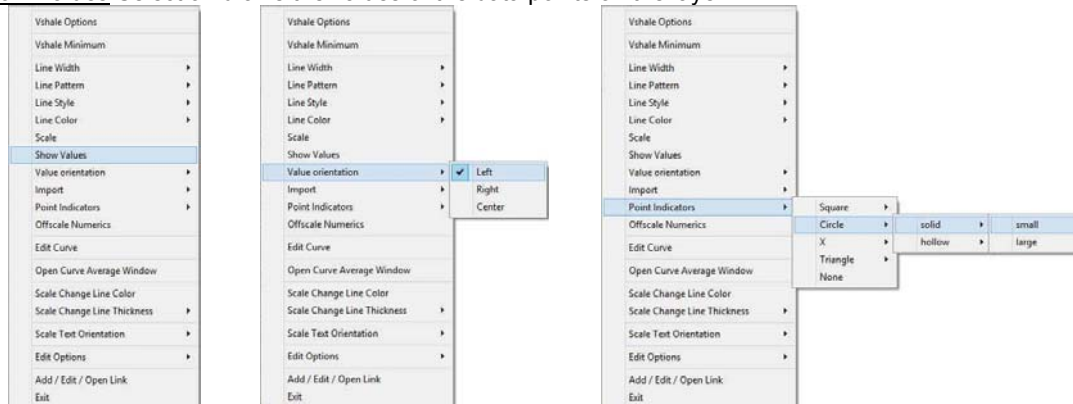 Vshale Options
Vshale Minimum
Line Width
Line Pattern
Line Style
Line Color
Scale
Show Values
Value orientation
Import
Point Indicators
Offscale Numerics
Edit Curve
Open Curve Average Window
Scale Change Line Color
Scale Change Line Thickness
Scale Text Orientation
Edit Options
Add / Edit / Open Link
Exit
Vshale Options
Vshale Minimum
Line Width
Line Pattern
Line Style
Line Color
Scale
Show Values
Value orientation
Import
Point Indicators
Offscale Numerics
Edit Curve
Open Curve Average Window
Scale Change Line Color
Scale Change Line Thickness
Scale Text Orientation
Edit Options
Add / Edit / Open Link
Exit
Left
Right
Center
Vshale Options
Vshale Minimum
Line Width
Line Pattern
Line Style
Line Color
Scale
Show Values
Value orientation
Import
Point Indicators
Offscale Numerics
Edit Curve
Open Curve Average Window
Scale Change Line Color
Scale Change Line Thickness
Scale Text Orientation
Edit Options
Add / Edit / Open Link
Exit
Square
Circle
X
Triangle
None
solid
hollow
small
large